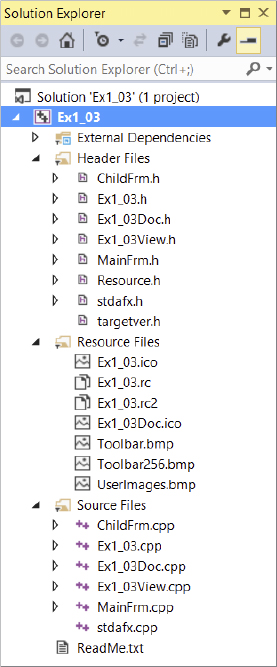 Solution Explorer
Search Solution Explorer (Ctrl+;)
Solution 'Ex1_03' (1 project)
Ex1_03
External Dependencies
Header Files
ChildFrm.h
Ex1_03.h
Ex1_03Doc.h
Ex1_03View.h
MainFrm.h
Resource.h
stdafx.h
targetver.h
Resource Files
Ex1_03.ico
Ex1_03.rc
Ex1_03.rc2
Ex1_03Doc.ico
Toolbar.bmp
Toolbar256.bmp
UserImages.bmp
Source Files
ChildFrm.cpp
Ex1_03.cpp
Ex1_03Doc.cpp
Ex1_03View.cpp
MainFrm.cpp
stdafx.cpp
ReadMe.txt